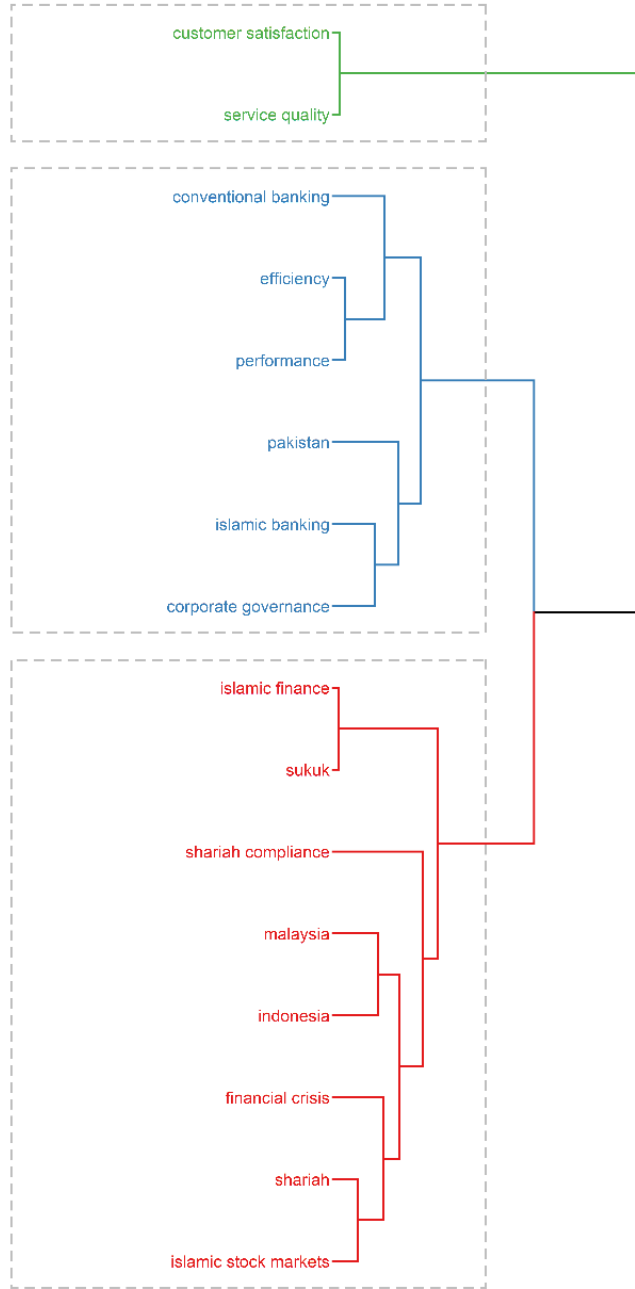 customer satisfaction
service quality
conventional banking
efficiency
performance
pakistan
islamic banking
corporate governance
islamic finance
sukuk
shariah compliance
malaysia
indonesia
financial crisis
shariah
islamic stock markets